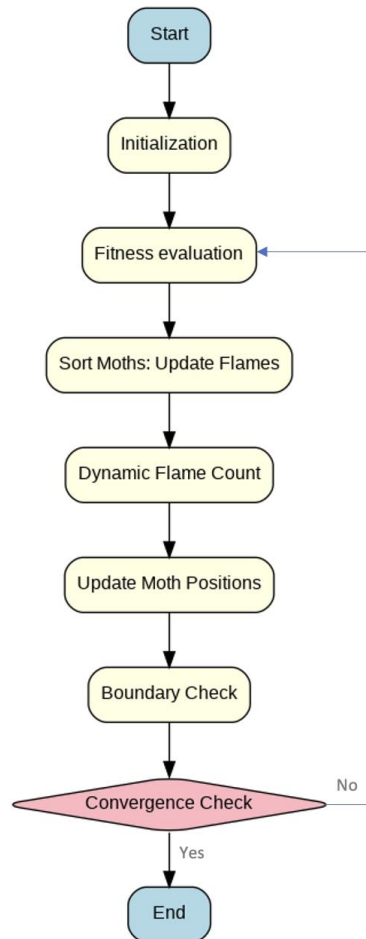 Start
Initialization
Fitness evaluation
Sort Moths: Update Flames
Dynamic Flame Count
Update Moth Positions
Boundary Check
Convergence Check
No
Yes
End